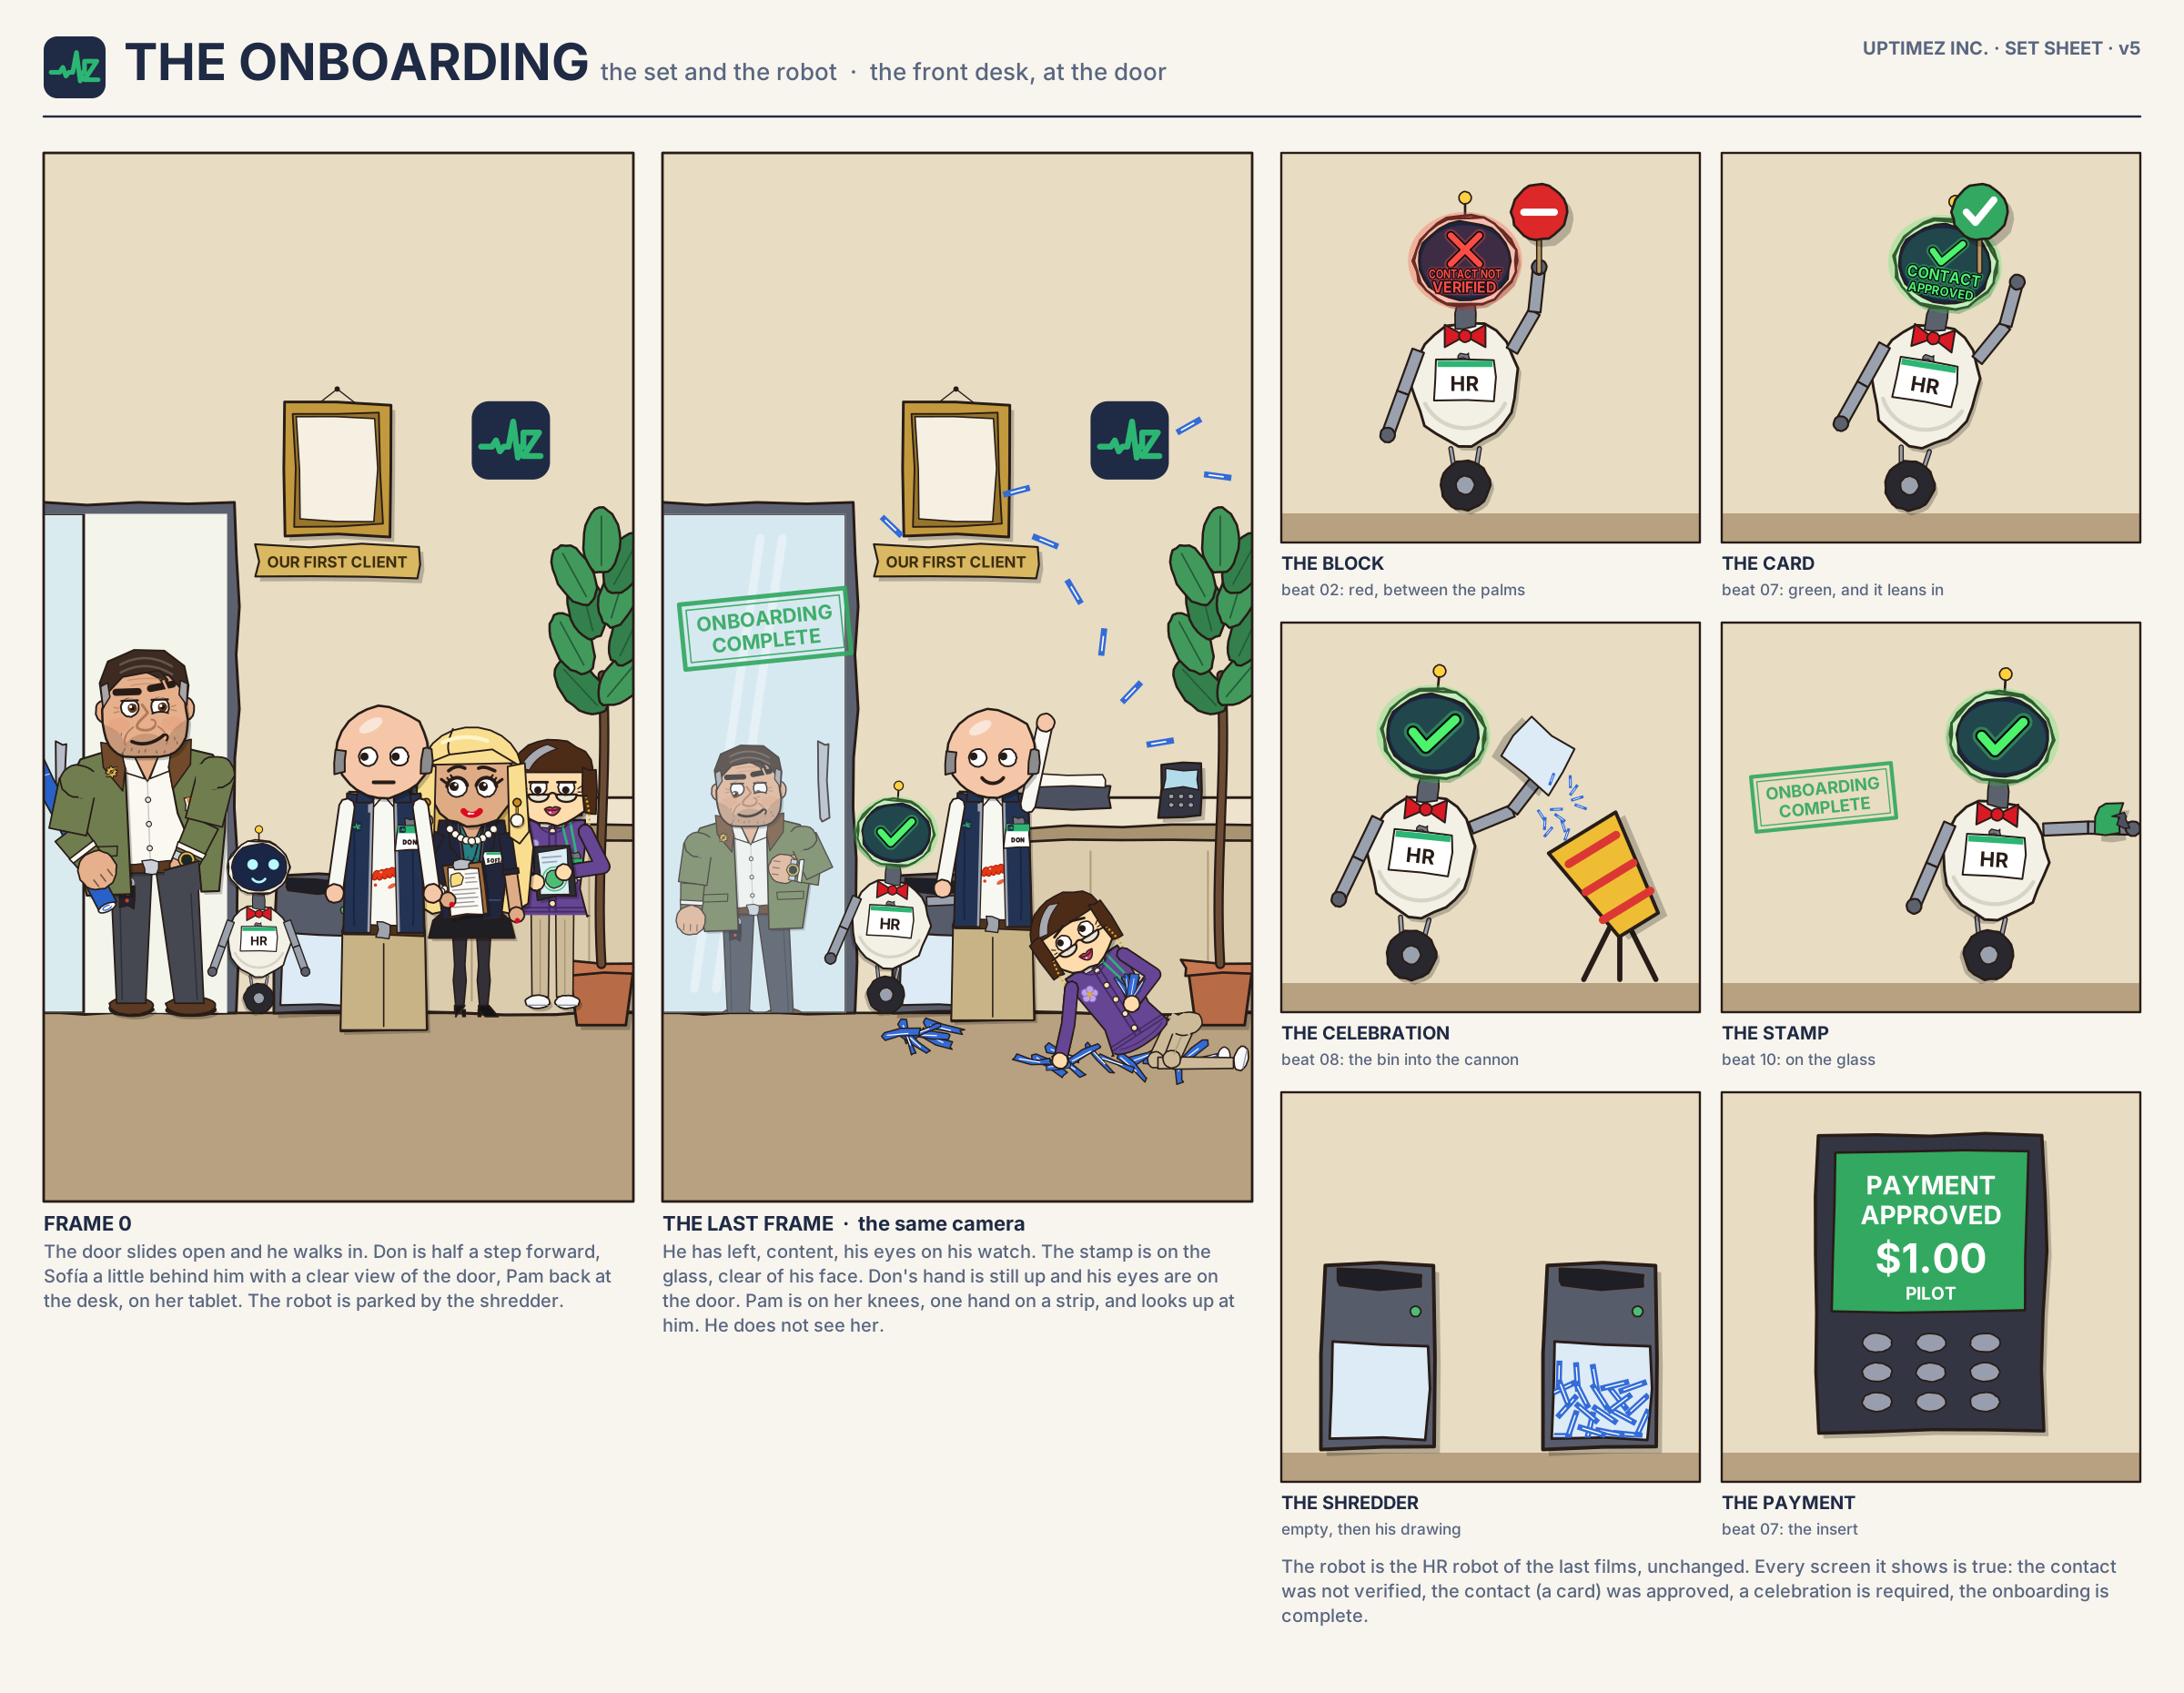 THE ONBOARDING the set and the robot · the front desk, at the door
UPTIMEZ INC. · SET SHEET · v5
OUR FIRST CLIENT
HR
DON
SOFI
FRAME 0
The door slides open and he walks in. Don is half a step forward,
Sofía a little behind him with a clear view of the door, Pam back at
the desk, on her tablet. The robot is parked by the shredder.
OUR FIRST CLIENT
ONBOARDING
COMPLETE
HR
DON
THE LAST FRAME · the same camera
He has left, content, his eyes on his watch. The stamp is on the
glass, clear of his face. Don's hand is still up and his eyes are on
the door. Pam is on her knees, one hand on a strip, and looks up at
him. He does not see her.
CONTACT NOT
VERIFIED
HR
THE BLOCK
beat 02: red, between the palms
CONTACT
APPROVED
HR
THE CARD
beat 07: green, and it leans in
HR
THE CELEBRATION
beat 08: the bin into the cannon
ONBOARDING
COMPLETE
HR
THE STAMP
beat 10: on the glass
THE SHREDDER
empty, then his drawing
PAYMENT
APPROVED
$1.00
PILOT
THE PAYMENT
beat 07: the insert
The robot is the HR robot of the last films, unchanged. Every screen it shows is true: the contact
was not verified, the contact (a card) was approved, a celebration is required, the onboarding is
complete.